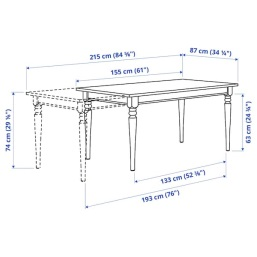 215 cm (84 ⅝")
87 cm (34 ¼")
155 cm (61")
74 cm (29 ⅛")
63 cm (24 ¾")
133 cm (52 ⅜")
193 cm (76")